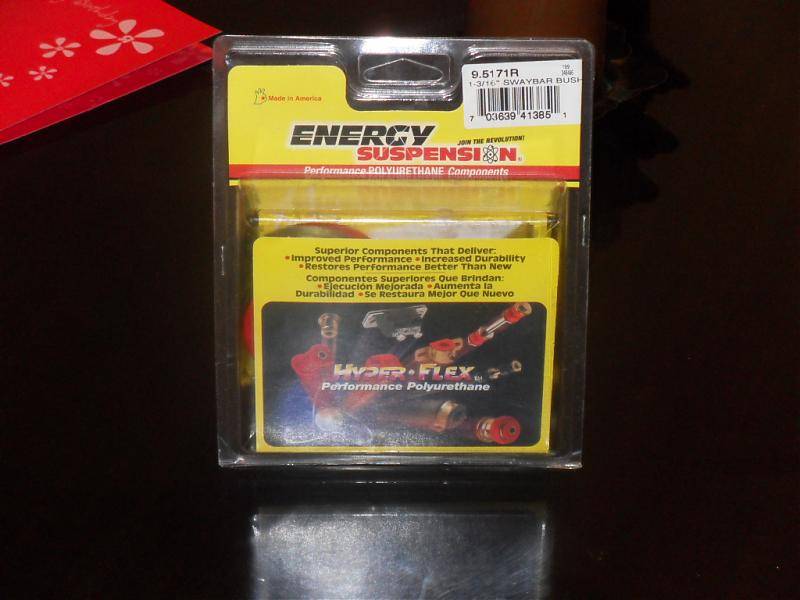 Daddy
9.5171R
1-3/16" SWAYBAR BUSH
7 03639 41385 1
Made in America
ENERGY
JOIN THE REVOLUTION!
SUSPENSION
Performance POLYURETHANE Components
Superior Components That Deliver:
• Improved Performance • Increased Durability
• Restores Performance Better Than New
Componentes Superiores Que Brindan:
• Ejecución Mejorada • Aumenta la
Durabilidad • Se Restaura Mejor Que Nuevo
HYPER • FLEX TM
Performance Polyurethane